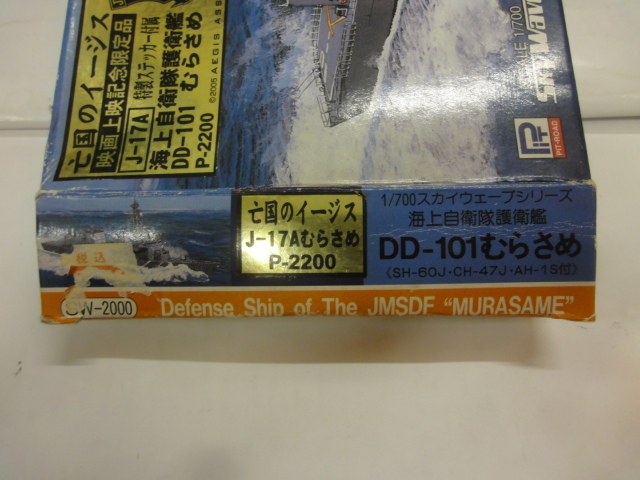 亡国のイージス
映画上映記念限定品
J-17A 特製ステッカー付属
海上自衛隊護衛艦
DD-101 むらさめ
P-2200
©2005 AEGIS ASS
SCALE 1/700
SkyWave
PIT
PIT-ROAD
税込
亡国のイージス
J-17Aむらさめ
P-2200
1/700スカイウェーブシリーズ
海上自衛隊護衛艦
DD-101むらさめ
〈SH-60J・CH-47J・AH-1S付〉
SW-2000
Defense Ship of The JMSDF “MURASAME”